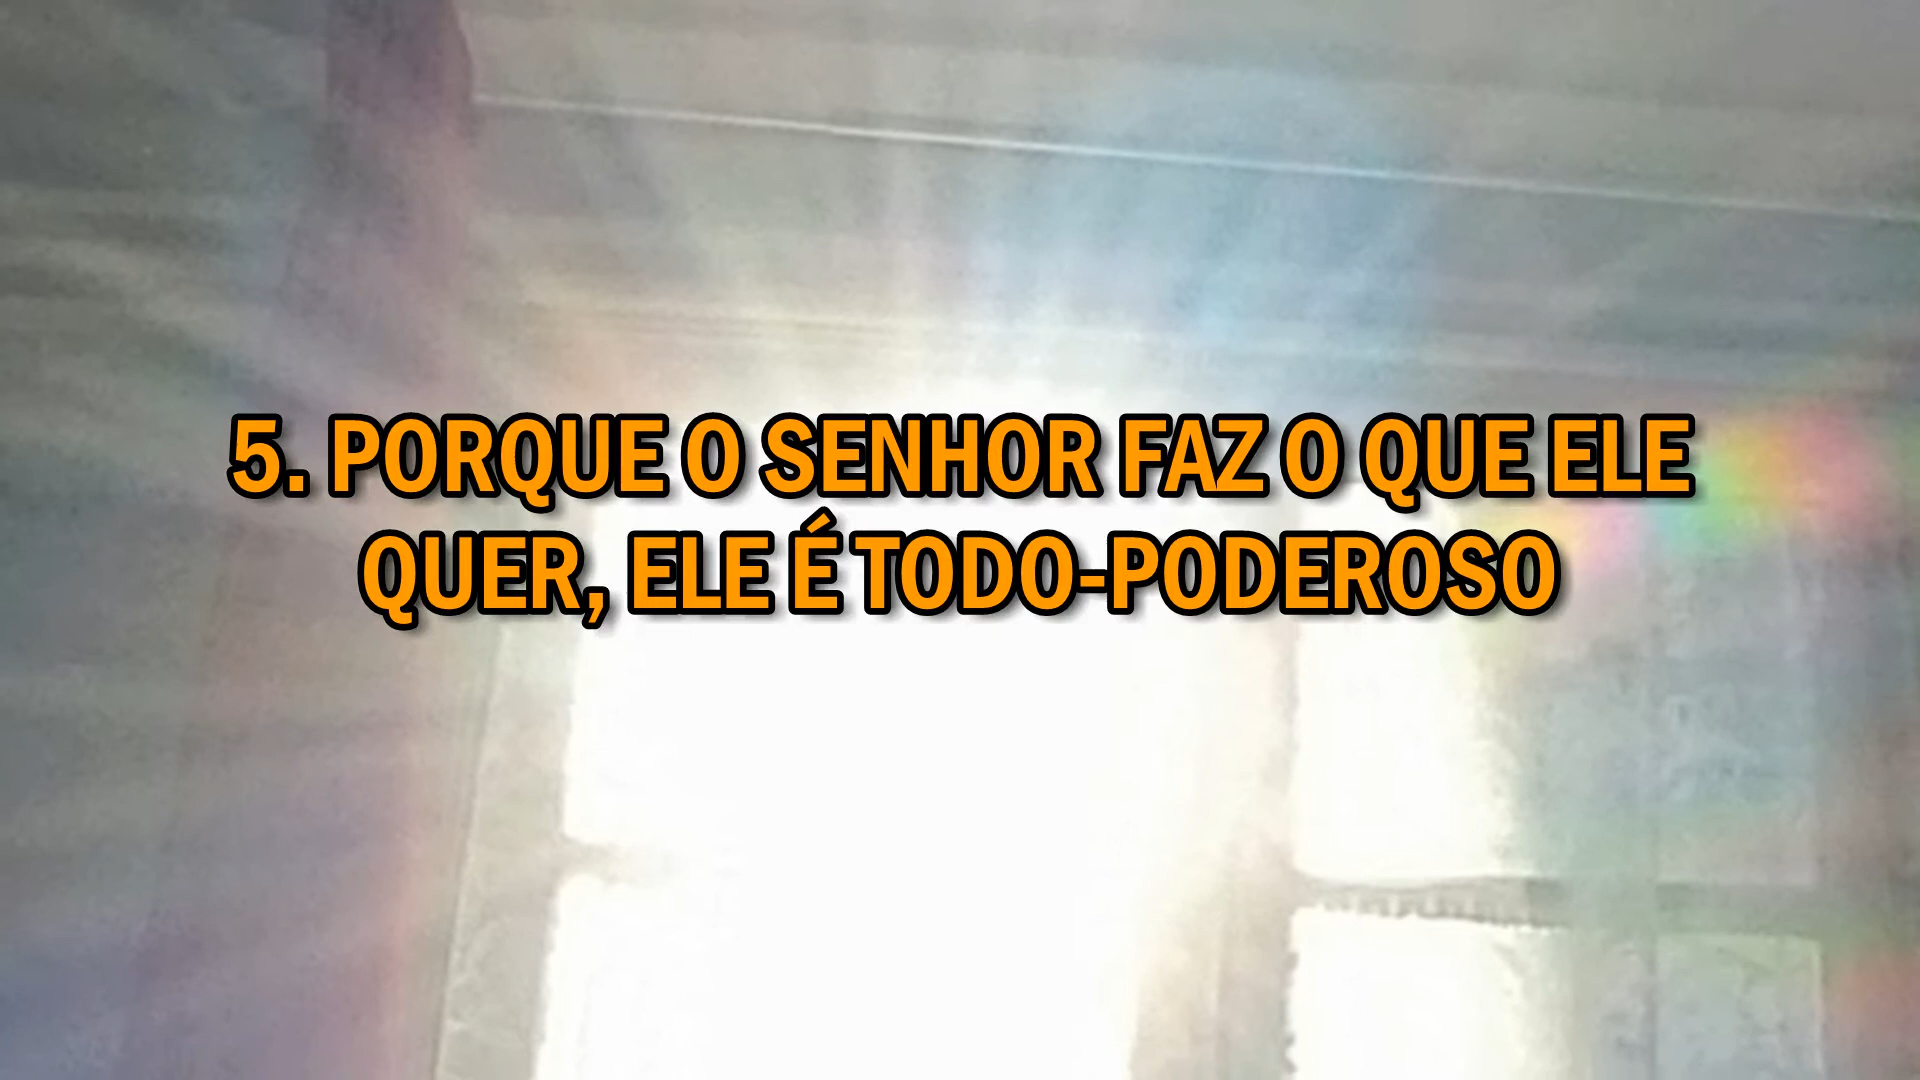 5. PORQUE O SENHOR FAZ O QUE ELE
QUER, ELE É TODO-PODEROSO